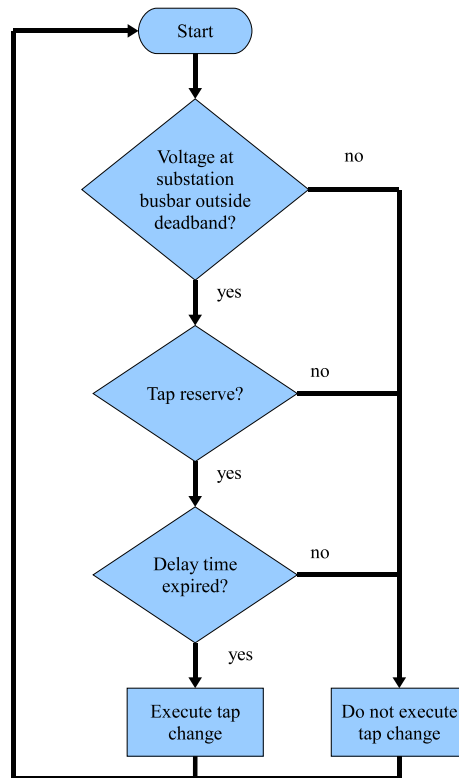 Start
Voltage at
substation
busbar outside
deadband?
no
yes
Tap reserve?
no
yes
Delay time
expired?
no
yes
Execute tap
change
Do not execute
tap change